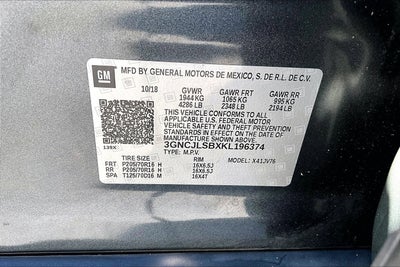 GM
MFD BY GENERAL MOTORS DE MEXICO, S. DE R.L. DE C.V.
10/18 GVWR GAWR FRT GAWR RR
1944 KG 1065 KG 995 KG
4286 LB 2348 LB 2194 LB
THIS VEHICLE CONFORMS TO ALL
APPLICABLE U.S. FEDERAL MOTOR
VEHICLE SAFETY AND THEFT PREVENTION
STANDARDS IN EFFECT ON THE DATE OF
MANUFACTURE SHOWN ABOVE.
3GNCJLSBXKL196374
139X TYPE: M.P.V. MODEL: X41JV76
TIRE SIZE RIM
FRT P205/70R16 H 16X6.5J
RR P205/70R16 H 16X6.5J
SPA T125/70D16 M 16X4T